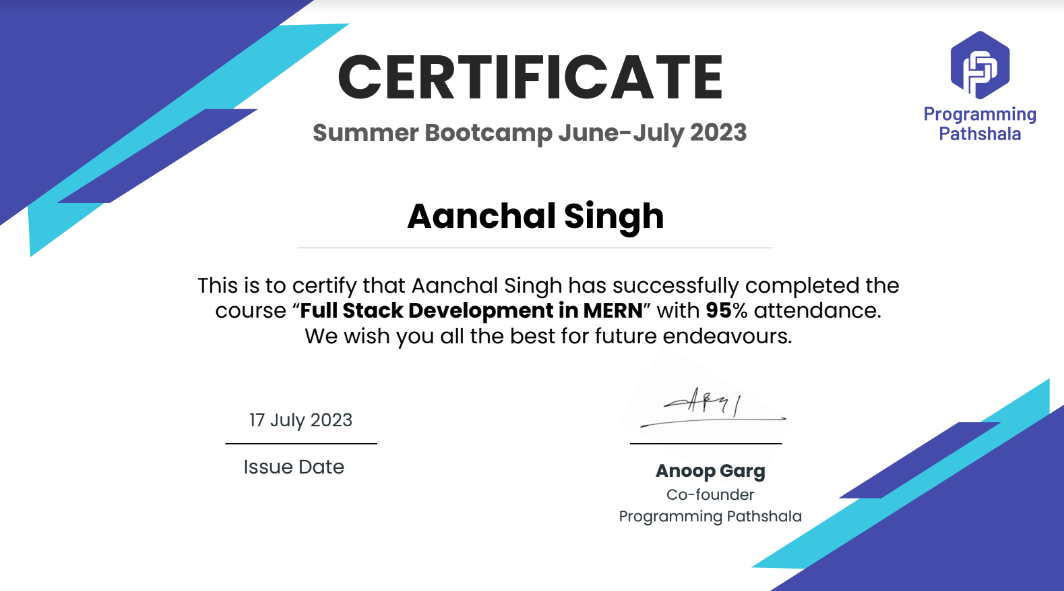 CERTIFICATE
Summer Bootcamp June-July 2023
Programming
Pathshala
Aanchal Singh
This is to certify that Aanchal Singh has successfully completed the
course “Full Stack Development in MERN” with 95% attendance.
We wish you all the best for future endeavours.
17 July 2023
Issue Date
Anoop Garg
Co-founder
Programming Pathshala